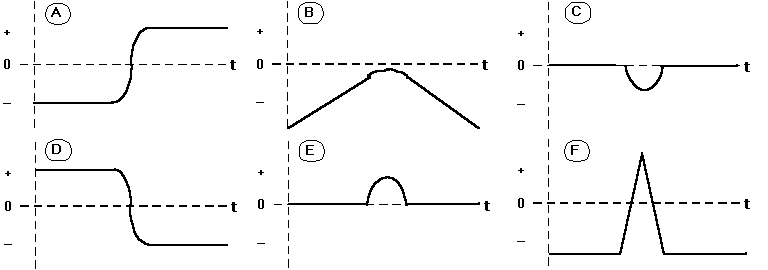 A
B
C
+
+
+
0
t
0
t
0
t
–
–
–
D
E
F
+
+
+
0
t
0
t
0
t
–
–
–